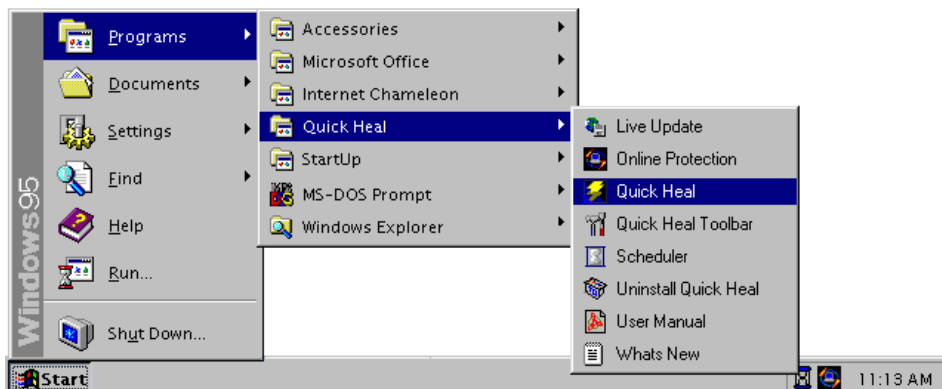 Programs
Documents
Settings
Find
Help
Run...
Shut Down...
Windows95
Accessories
Microsoft Office
Internet Chameleon
Quick Heal
StartUp
MS-DOS Prompt
Windows Explorer
Live Update
Online Protection
Quick Heal
Quick Heal Toolbar
Scheduler
Uninstall Quick Heal
User Manual
Whats New
Start
11:13 AM